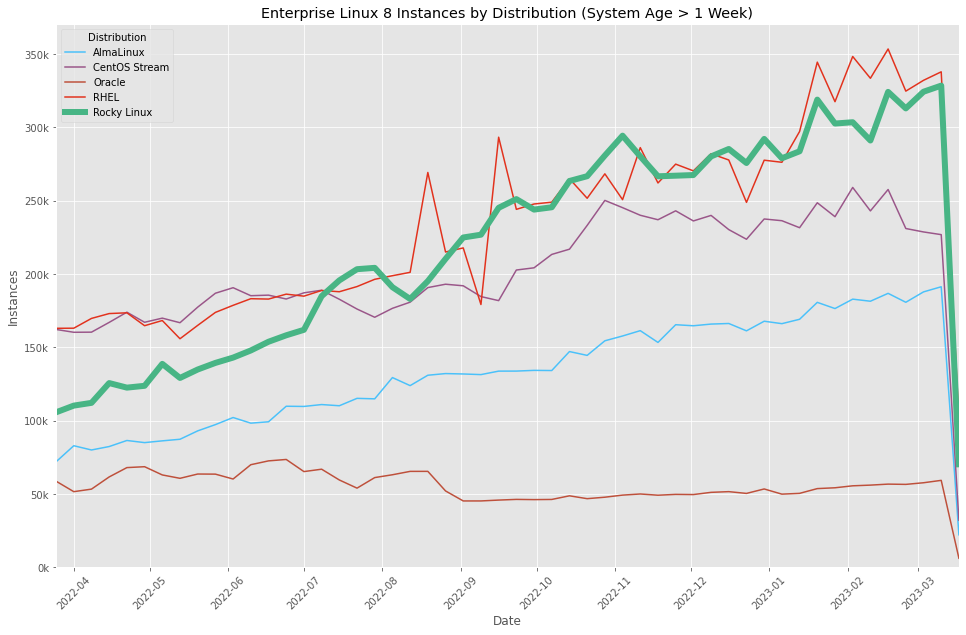 Enterprise Linux 8 Instances by Distribution (System Age > 1 Week)
Distribution
AlmaLinux
CentOS Stream
Oracle
RHEL
Rocky Linux
350k
300k
250k
200k
150k
100k
50k
0k
Instances
2022-04
2022-05
2022-06
2022-07
2022-08
2022-09
2022-10
2022-11
2022-12
2023-01
2023-02
2023-03
Date